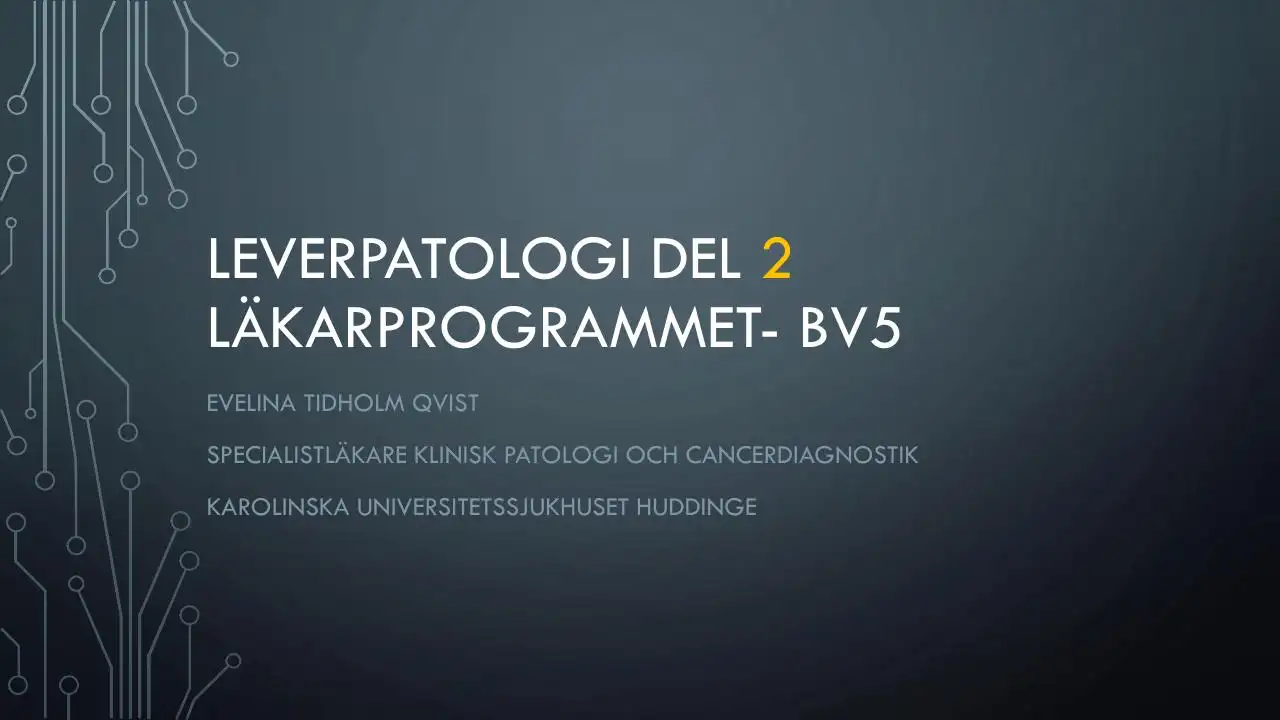 LEVERPATOLOGI DEL 2
LÄKARPROGRAMMET- BV5
EVELINA TIDHOLM QVIST
SPECIALISTLÄKARE KLINISK PATOLOGI OCH CANCERDIAGNOSTIK
KAROLINSKA UNIVERSITETSSJUKHUSET HUDDINGE